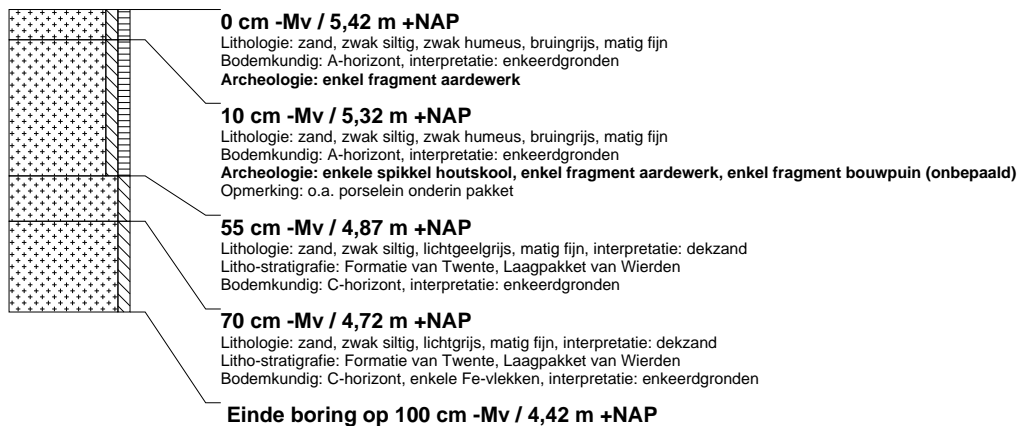 0 cm -Mv / 5,42 m +NAP
Lithologie: zand, zwak siltig, zwak humeus, bruingrijs, matig fijn
Bodemkundig: A-horizont, interpretatie: enkeerdgronden
Archeologie: enkel fragment aardewerk
10 cm -Mv / 5,32 m +NAP
Lithologie: zand, zwak siltig, zwak humeus, bruingrijs, matig fijn
Bodemkundig: A-horizont, interpretatie: enkeerdgronden
Archeologie: enkele spikkel houtskool, enkel fragment aardewerk, enkel fragment bouwpuin (onbepaald)
Opmerking: o.a. porselein onderin pakket
55 cm -Mv / 4,87 m +NAP
Lithologie: zand, zwak siltig, lichtgeelgrijs, matig fijn, interpretatie: dekzand
Litho-stratigrafie: Formatie van Twente, Laagpakket van Wierden
Bodemkundig: C-horizont, interpretatie: enkeerdgronden
70 cm -Mv / 4,72 m +NAP
Lithologie: zand, zwak siltig, lichtgrijs, matig fijn, interpretatie: dekzand
Litho-stratigrafie: Formatie van Twente, Laagpakket van Wierden
Bodemkundig: C-horizont, enkele Fe-vlekken, interpretatie: enkeerdgronden
Einde boring op 100 cm -Mv / 4,42 m +NAP